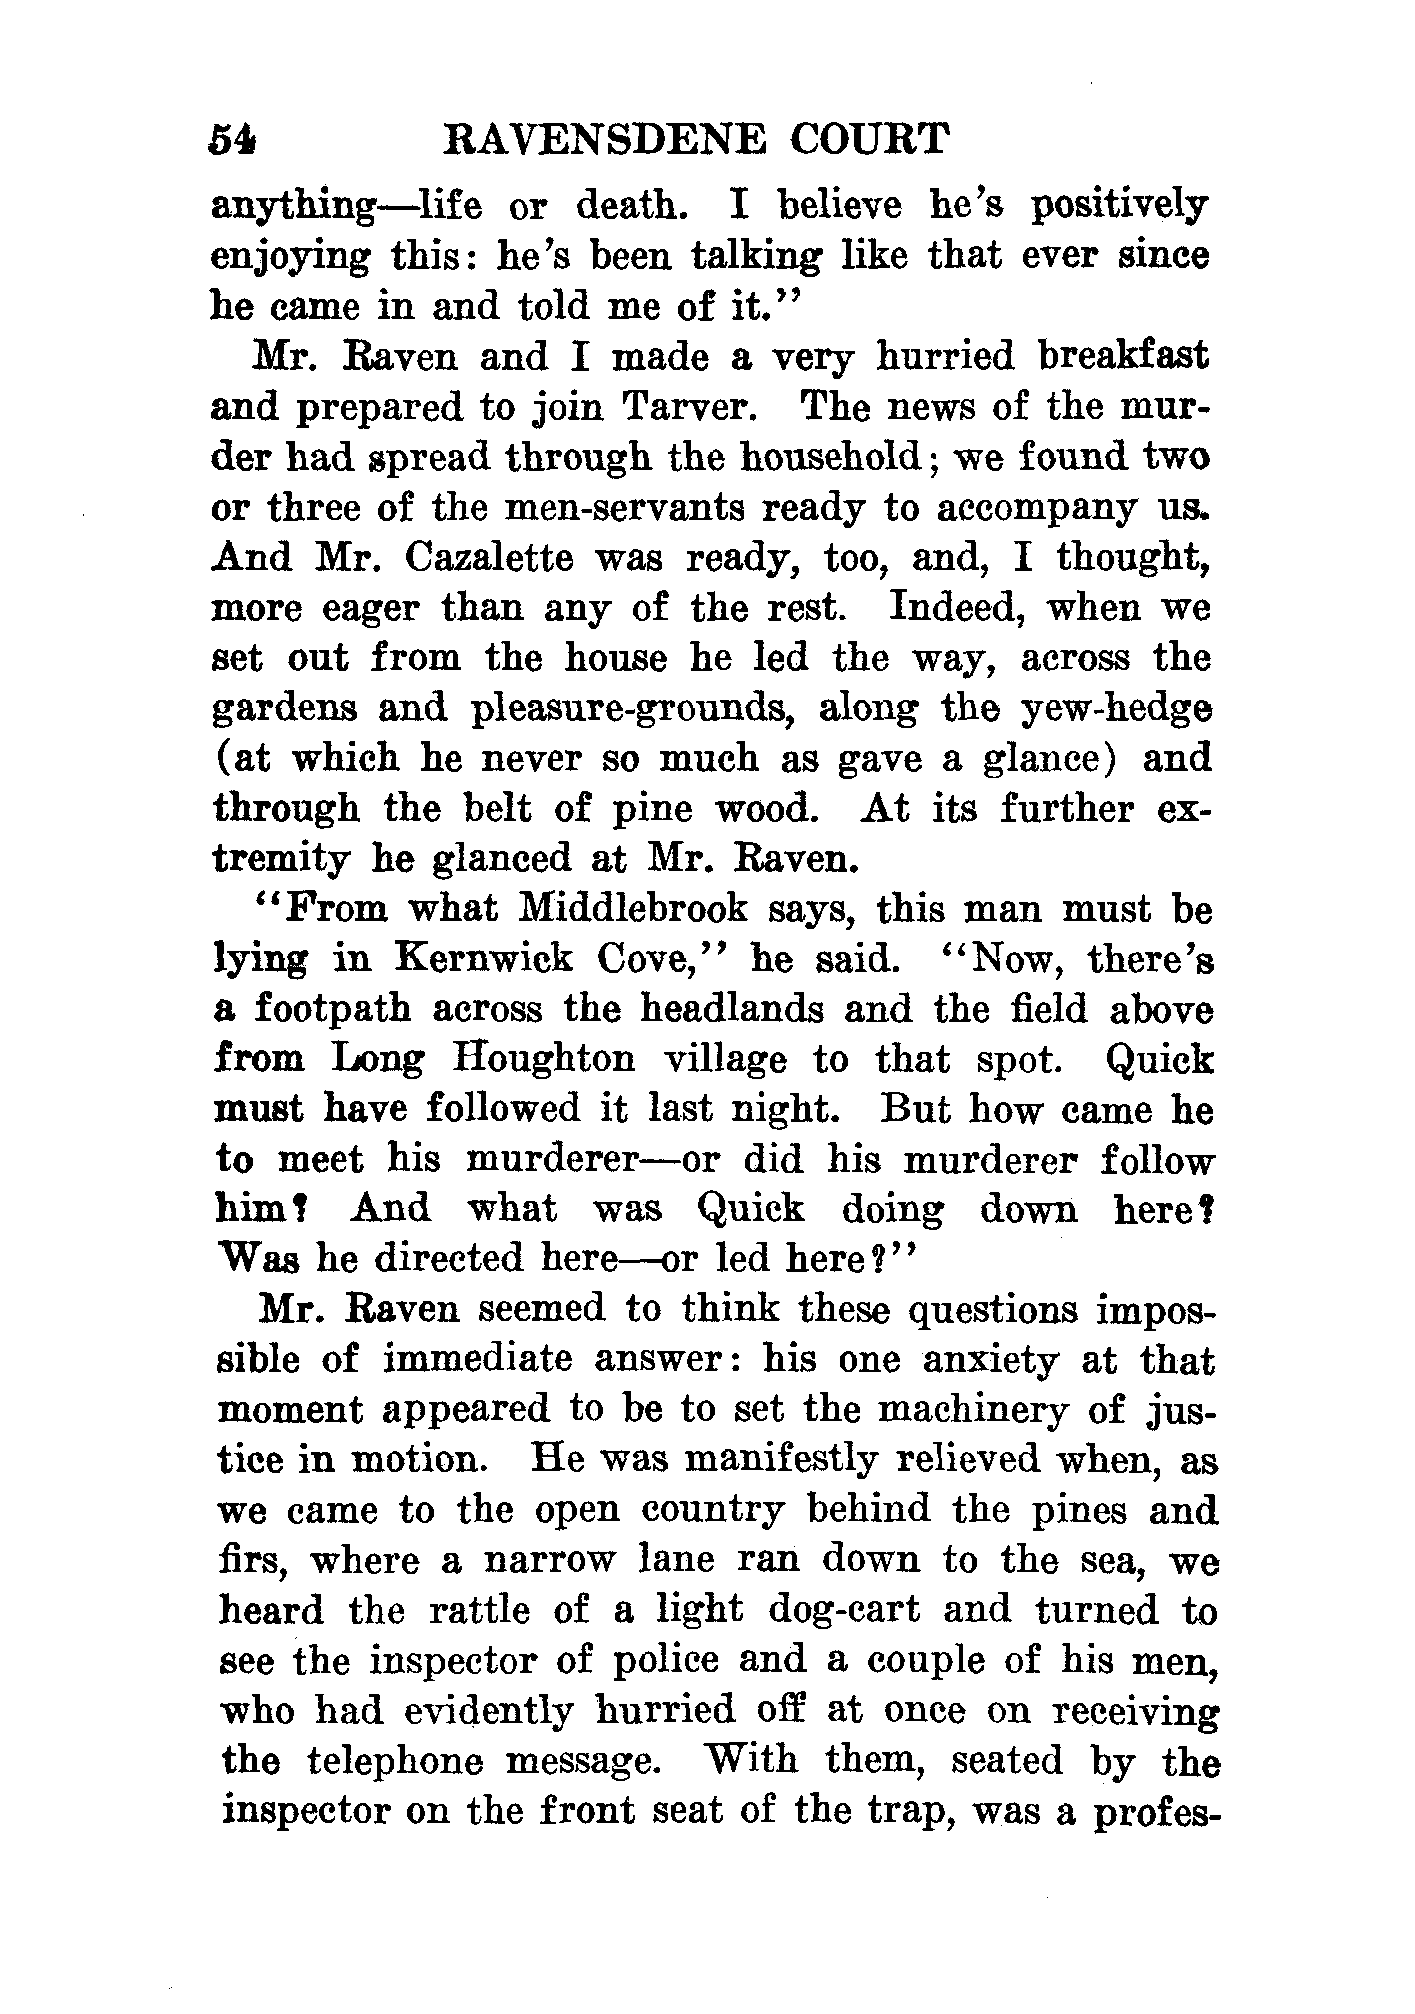 54 RAVENSDENE COURT
anything—life or death. I believe he's positively
enjoying this: he's been talking like that ever since
he came in and told me of it."
Mr. Raven and I made a very hurried breakfast
and prepared to join Tarver. The news of the mur-
der had spread through the household; we found two
or three of the men-servants ready to accompany us.
And Mr. Cazalette was ready, too, and, I thought,
more eager than any of the rest. Indeed, when we
set out from the house he led the way, across the
gardens and pleasure-grounds, along the yew-hedge
(at which he never so much as gave a glance) and
through the belt of pine wood. At its further ex-
tremity he glanced at Mr. Raven.
"From what Middlebrook says, this man must be
lying in Kernwick Cove," he said. "Now, there's
a footpath across the headlands and the field above
from Long Houghton village to that spot. Quick
must have followed it last night. But how came he
to meet his murderer—or did his murderer follow
him? And what was Quick doing down here?
Was he directed here—or led here?"
Mr. Raven seemed to think these questions impos-
sible of immediate answer: his one anxiety at that
moment appeared to be to set the machinery of jus-
tice in motion. He was manifestly relieved when, as
we came to the open country behind the pines and
firs, where a narrow lane ran down to the sea, we
heard the rattle of a light dog-cart and turned to
see the inspector of police and a couple of his men,
who had evidently hurried off at once on receiving
the telephone message. With them, seated by the
inspector on the front seat of the trap, was a profes-